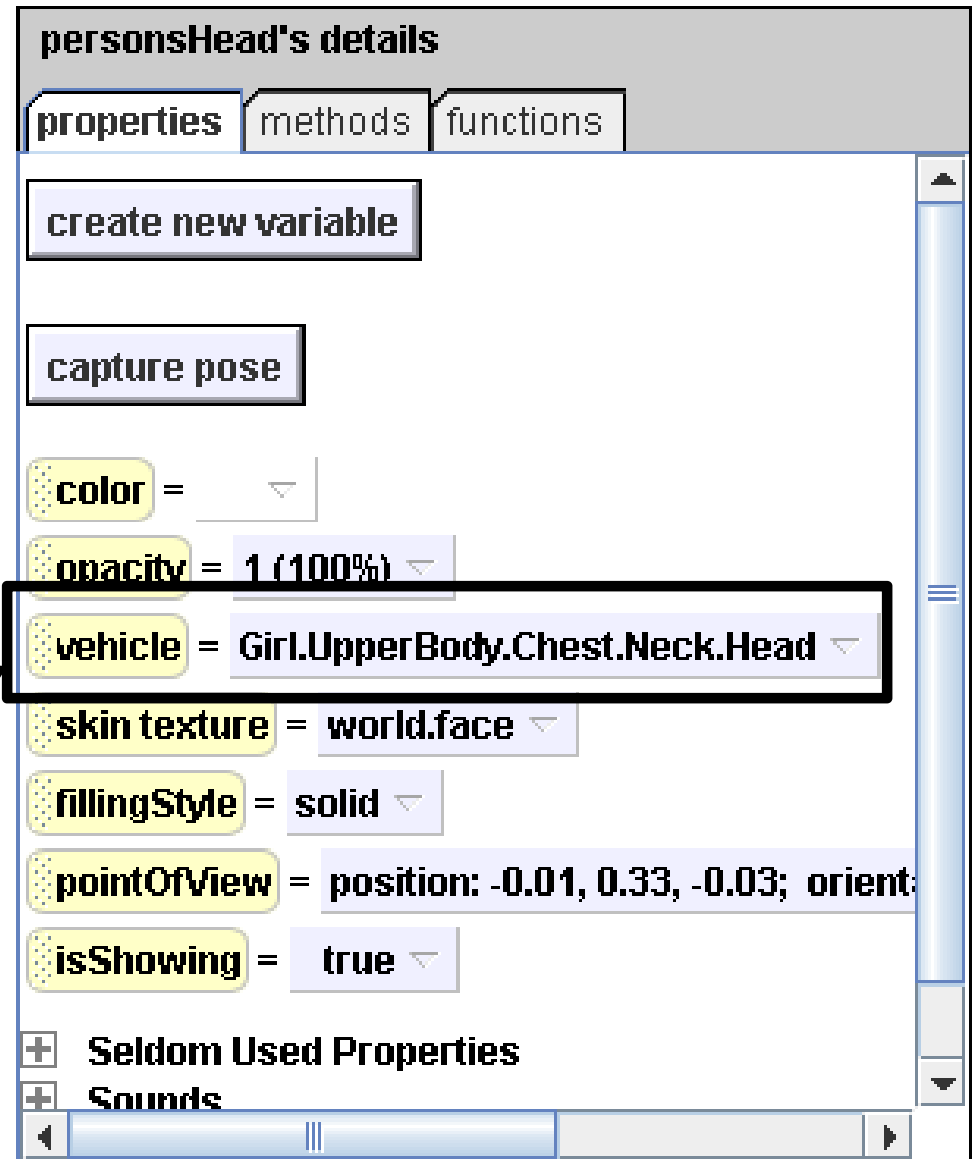 personsHead's details
properties methods functions
create new variable
capture pose
color =
opacity = 1 (100%)
vehicle = Girl.UpperBody.Chest.Neck.Head
skin texture = world.face
fillingStyle = solid
pointOfView = position: -0.01, 0.33, -0.03; orienta
isShowing = true
Seldom Used Properties
Sounds